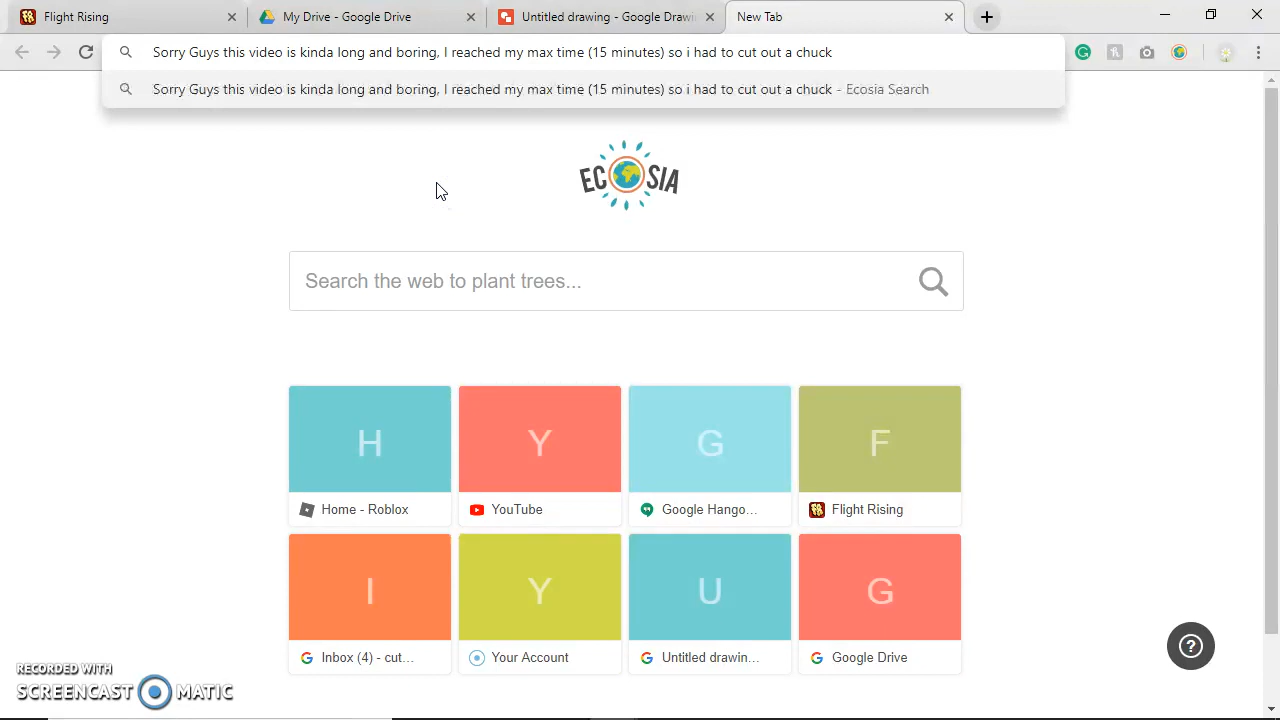 Flight Rising
My Drive - Google Drive
Untitled drawing - Google Drawi
New Tab
Sorry Guys this video is kinda long and boring, I reached my max time (15 minutes) so i had to cut out a chuck
Sorry Guys this video is kinda long and boring, I reached my max time (15 minutes) so i had to cut out a chuck - Ecosia Search
ECOSIA
Search the web to plant trees...
H Y G F
Home - Roblox
YouTube
Google Hango...
Flight Rising
I Y U G
Inbox (4) - cut...
Your Account
Untitled drawin...
Google Drive
?
RECORDED WITH
SCREENCAST MATIC